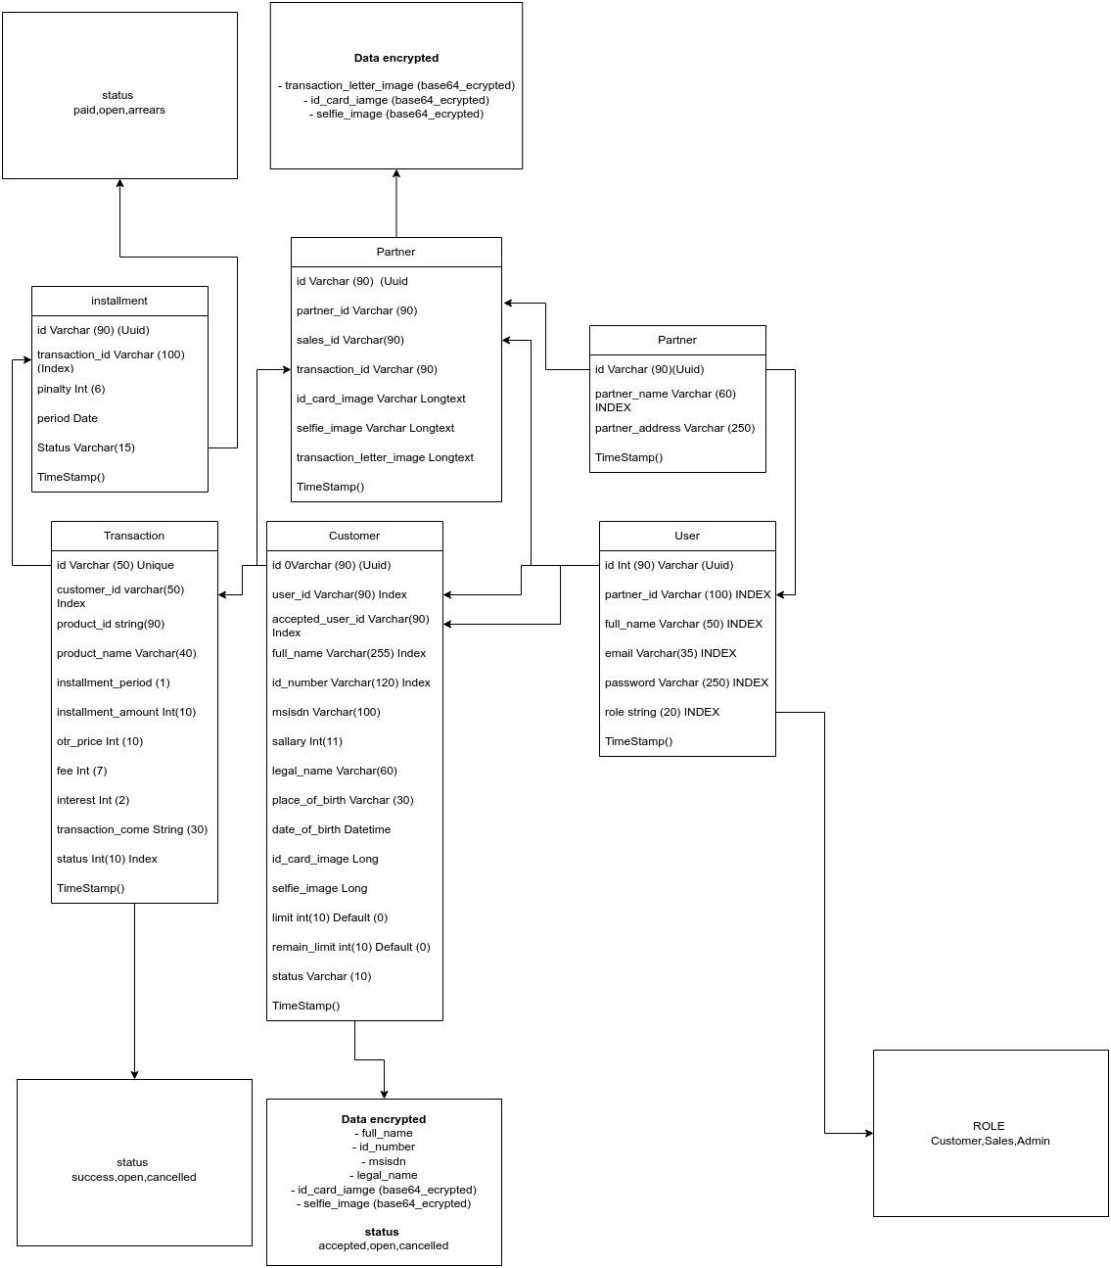 status
paid,open,arrears
Data encrypted
- transaction_letter_image (base64_ecrypted)
- id_card_iamge (base64_ecrypted)
- selfie_image (base64_ecrypted)
installment
id Varchar (90) (Uuid)
transaction_id Varchar (100)
(Index)
pinalty Int (6)
period Date
Status Varchar(15)
TimeStamp()
Partner
id Varchar (90)  (Uuid
partner_id Varchar (90)
sales_id Varchar(90)
transaction_id Varchar (90)
id_card_image Varchar Longtext
selfie_image Varchar Longtext
transaction_letter_image Longtext
TimeStamp()
Partner
id Varchar (90)(Uuid)
partner_name Varchar (60)
INDEX
partner_address Varchar (250)
TimeStamp()
Transaction
id Varchar (50) Unique
customer_id varchar(50)
Index
product_id string(90)
product_name Varchar(40)
installment_period (1)
installment_amount Int(10)
otr_price Int (10)
fee Int (7)
interest Int (2)
transaction_come String (30)
status Int(10) Index
TimeStamp()
Customer
id 0Varchar (90) (Uuid)
user_id Varchar(90) Index
accepted_user_id Varchar(90)
Index
full_name Varchar(255) Index
id_number Varchar(120) Index
msisdn Varchar(100)
sallary Int(11)
legal_name Varchar(60)
place_of_birth Varchar (30)
date_of_birth Datetime
id_card_image Long
selfie_image Long
limit int(10) Default (0)
remain_limit int(10) Default (0)
status Varchar (10)
TimeStamp()
User
id Int (90) Varchar (Uuid)
partner_id Varchar (100) INDEX
full_name Varchar (50) INDEX
email Varchar(35) INDEX
password Varchar (250) INDEX
role string (20) INDEX
TimeStamp()
status
success,open,cancelled
Data encrypted
- full_name
- id_number
- msisdn
- legal_name
- id_card_iamge (base64_ecrypted)
- selfie_image (base64_ecrypted)
status
accepted,open,cancelled
ROLE
Customer,Sales,Admin